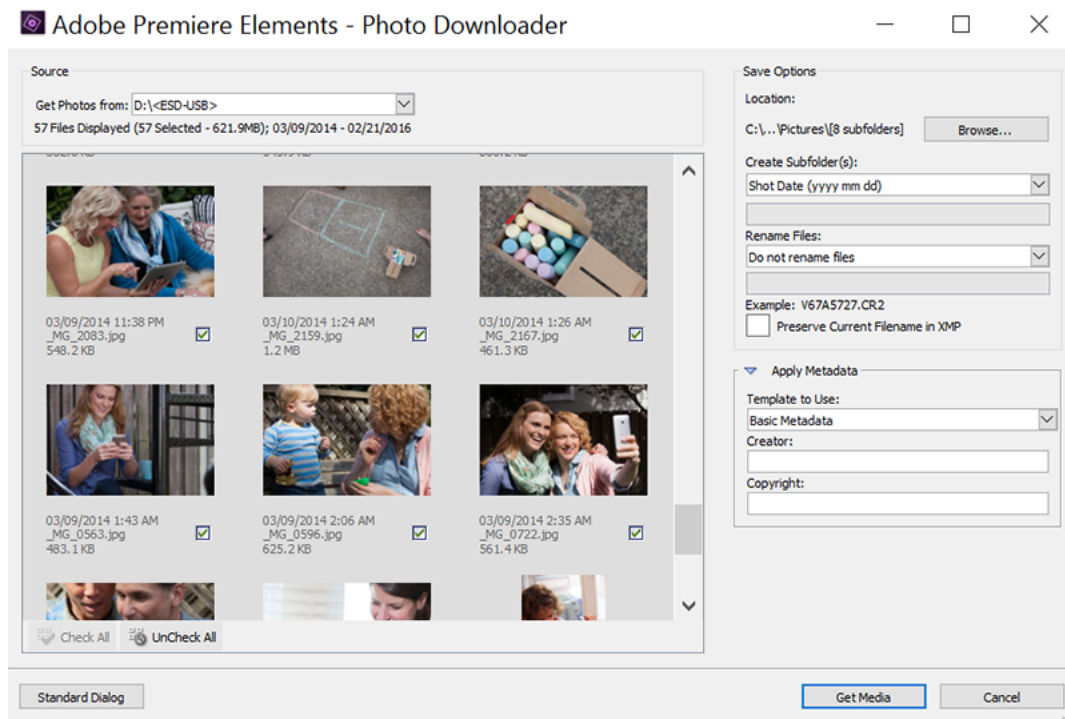 Adobe Premiere Elements - Photo Downloader
Source
Get Photos from: D:\<ESD-USB>
57 Files Displayed (57 Selected - 621.9MB); 03/09/2014 - 02/21/2016
03/09/2014 11:38 PM
_MG_2083.jpg
548.2 KB
03/10/2014 1:24 AM
_MG_2159.jpg
1.2 MB
03/10/2014 1:26 AM
_MG_2167.jpg
461.3 KB
03/09/2014 1:43 AM
_MG_0563.jpg
483.1 KB
03/09/2014 2:06 AM
_MG_0596.jpg
625.2 KB
03/09/2014 2:35 AM
_MG_0722.jpg
561.4 KB
Check All
UnCheck All
Save Options
Location:
C:\...\Pictures\[8 subfolders]
Browse...
Create Subfolder(s):
Shot Date (yyyy mm dd)
Rename Files:
Do not rename files
Example: V67A5727.CR2
Preserve Current Filename in XMP
Apply Metadata
Template to Use:
Basic Metadata
Creator:
Copyright:
Standard Dialog
Get Media
Cancel